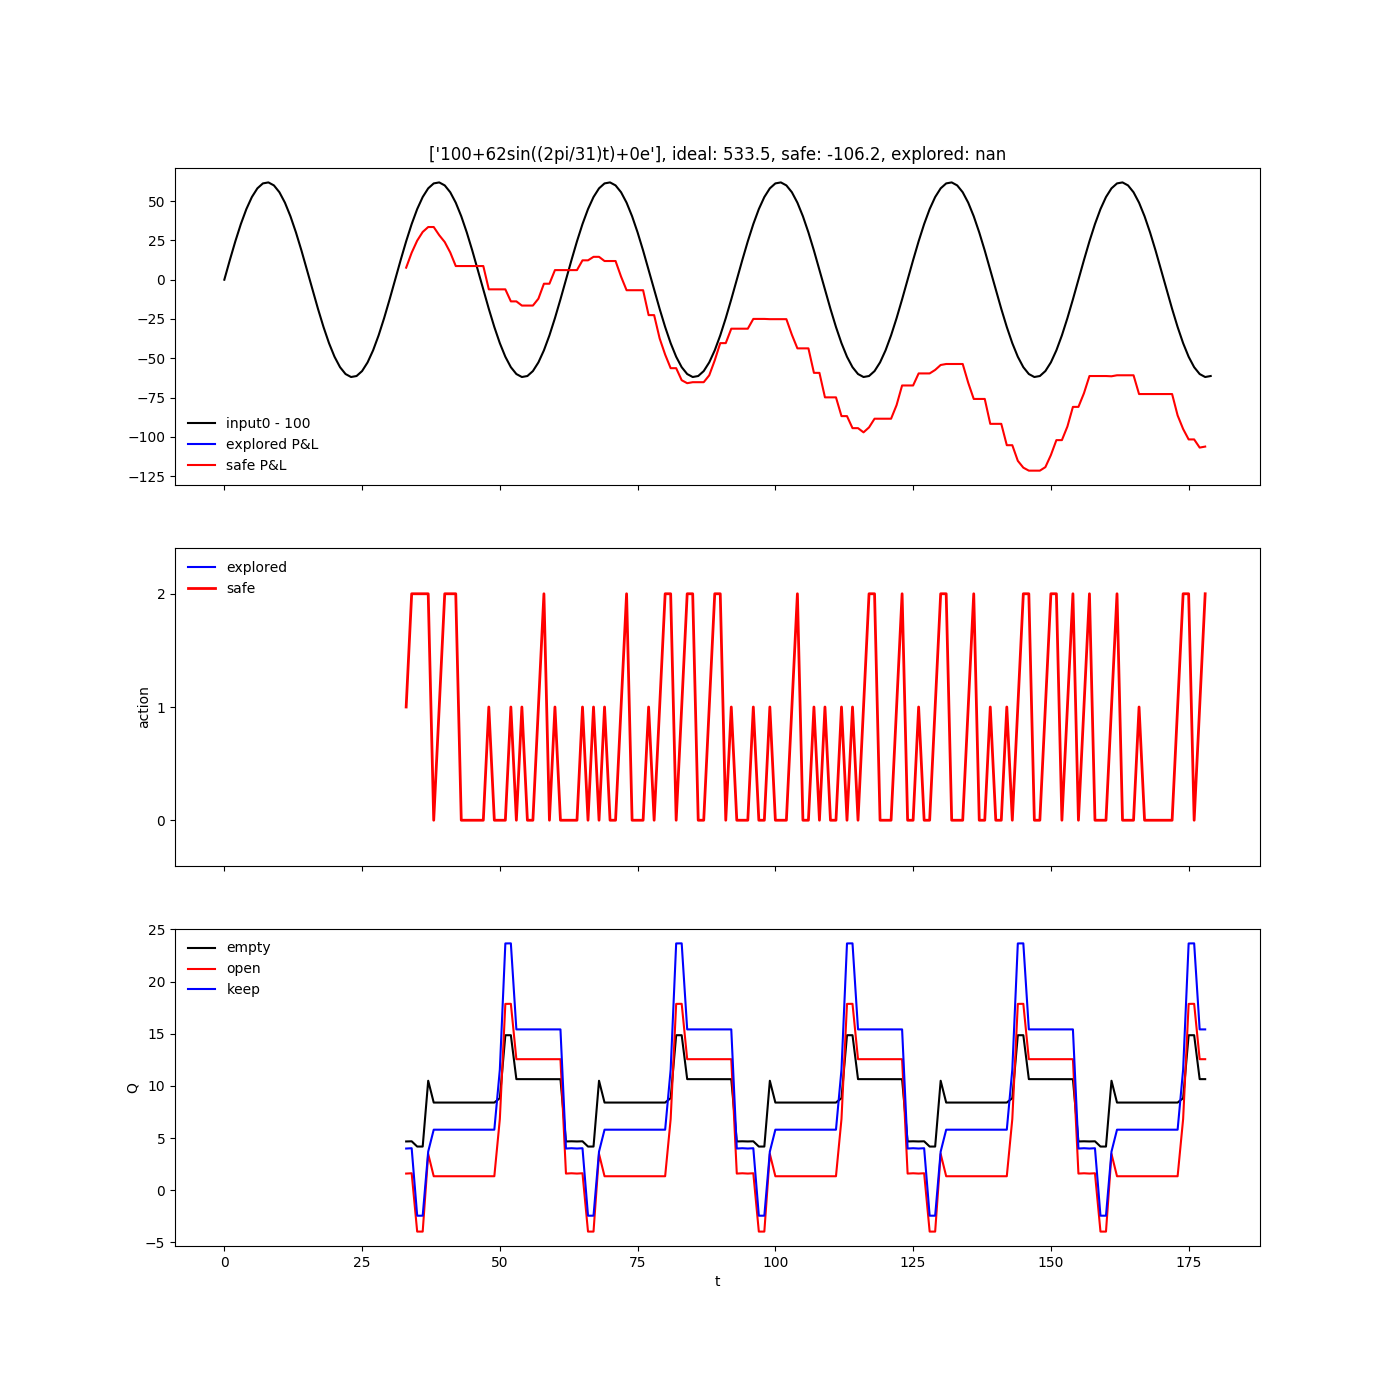 ['100+62sin((2pi/31)t)+0e'], ideal: 533.5, safe: -106.2, explored: nan
50
25
0
−25
−50
−75
−100
−125
input0 - 100
explored P&L
safe P&L
explored
safe
2
1
0
action
empty
open
keep
25
20
15
10
5
0
−5
Q
0
25
50
75
100
125
150
175
t